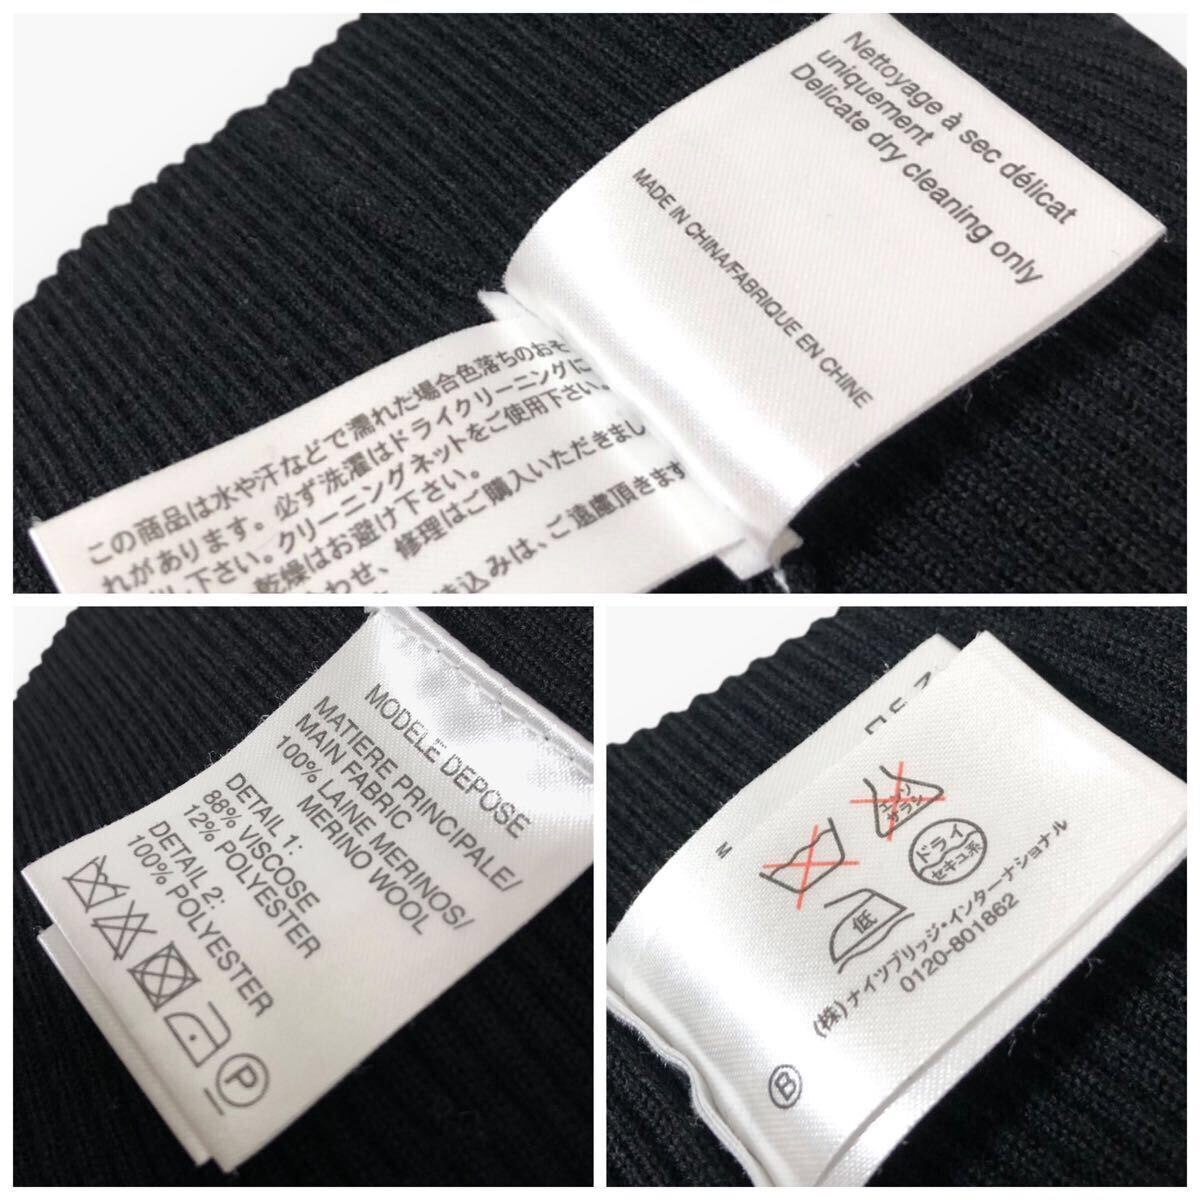 Nettoyage à sec délicat
uniquement
Delicate dry cleaning only
MADE IN CHINA/FABRIQUE EN CHINE
この商品は水や汗などで濡れた場合色落ちのおそ
れがあります。必ず洗濯はドライクリーニングに
下さい。クリーニングネットをご使用下さい。
乾燥はお避け下さい。
わせ、修理はご購入いただきまし
込みは、ご遠慮頂きます
MODELE DEPOSE
MATIERE PRINCIPALE/
MAIN FABRIC
100% LAINE MERINOS/
MERINO WOOL
DETAIL 1:
88% VISCOSE
12% POLYESTER
DETAIL 2:
100% POLYESTER
P
M
エンソ
サラシ
ドライ
セキユ系
低
(株)ナイツブリッジ・インターナショナル
0120-801862
B